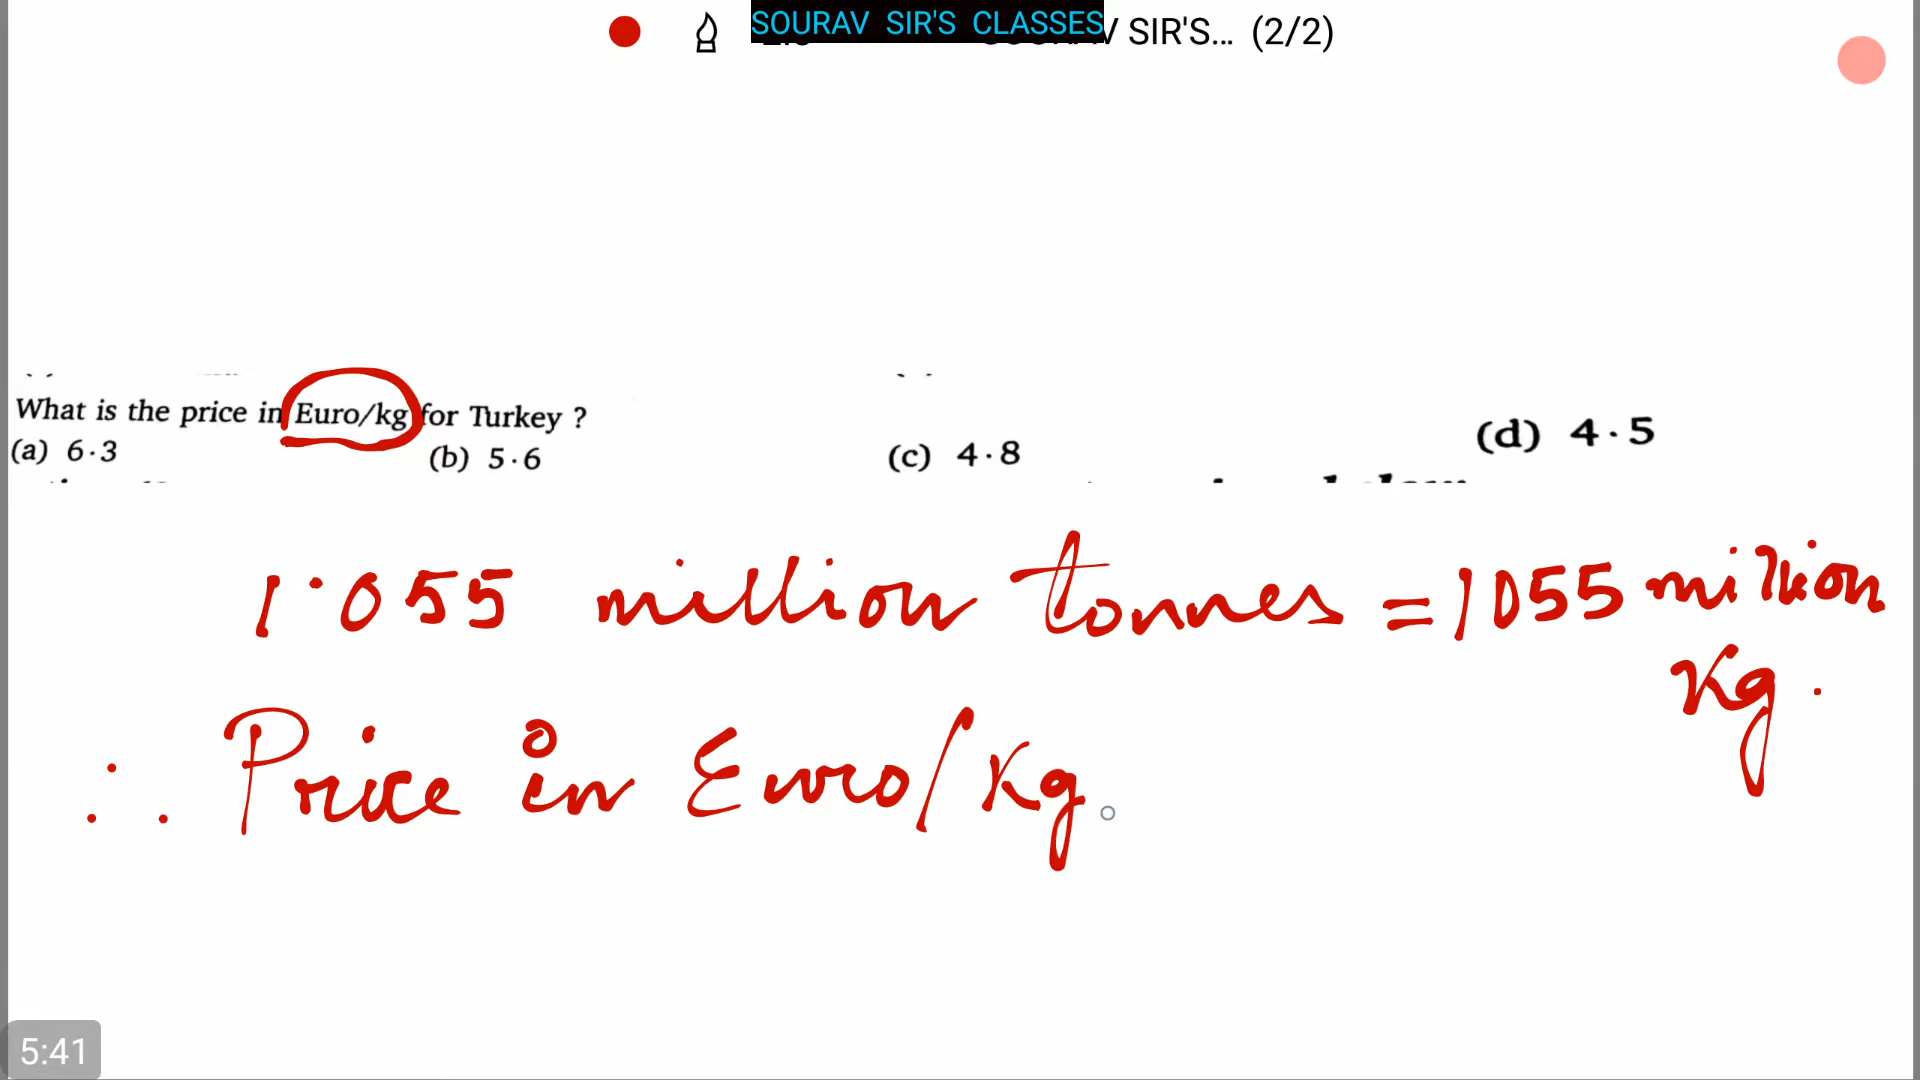 SOURAV SIR'S CLASSES
V SIR'S... (2/2)
What is the price in Euro/kg for Turkey ?
(a) 6·3 (b) 5·6 (c) 4·8 (d) 4·5
1·055 million tonnes = 1055 million
kg.
∴ Price in Euro/kg
5:41